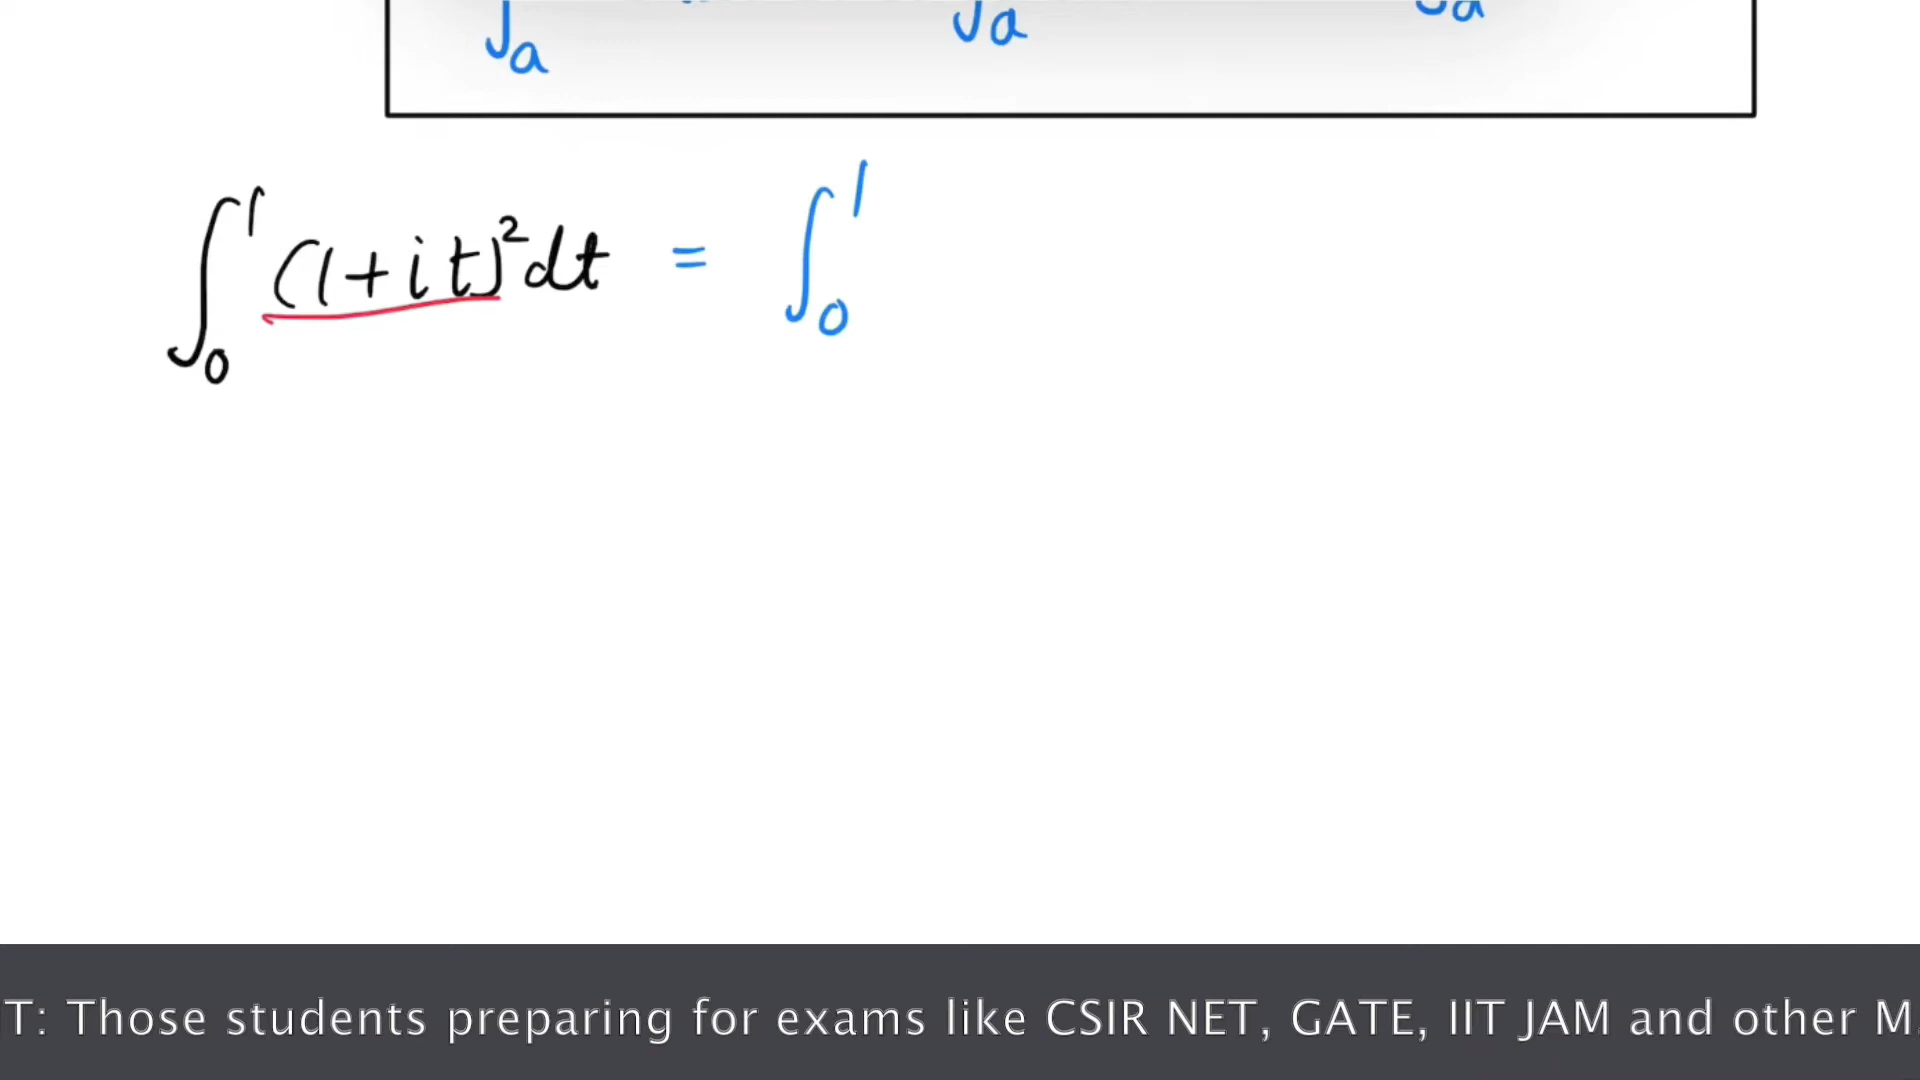 ∫ₐ ∫ₐ ∫ₐ
∫₀¹ (1+it)² dt = ∫₀¹
T: Those students preparing for exams like CSIR NET, GATE, IIT JAM and other M